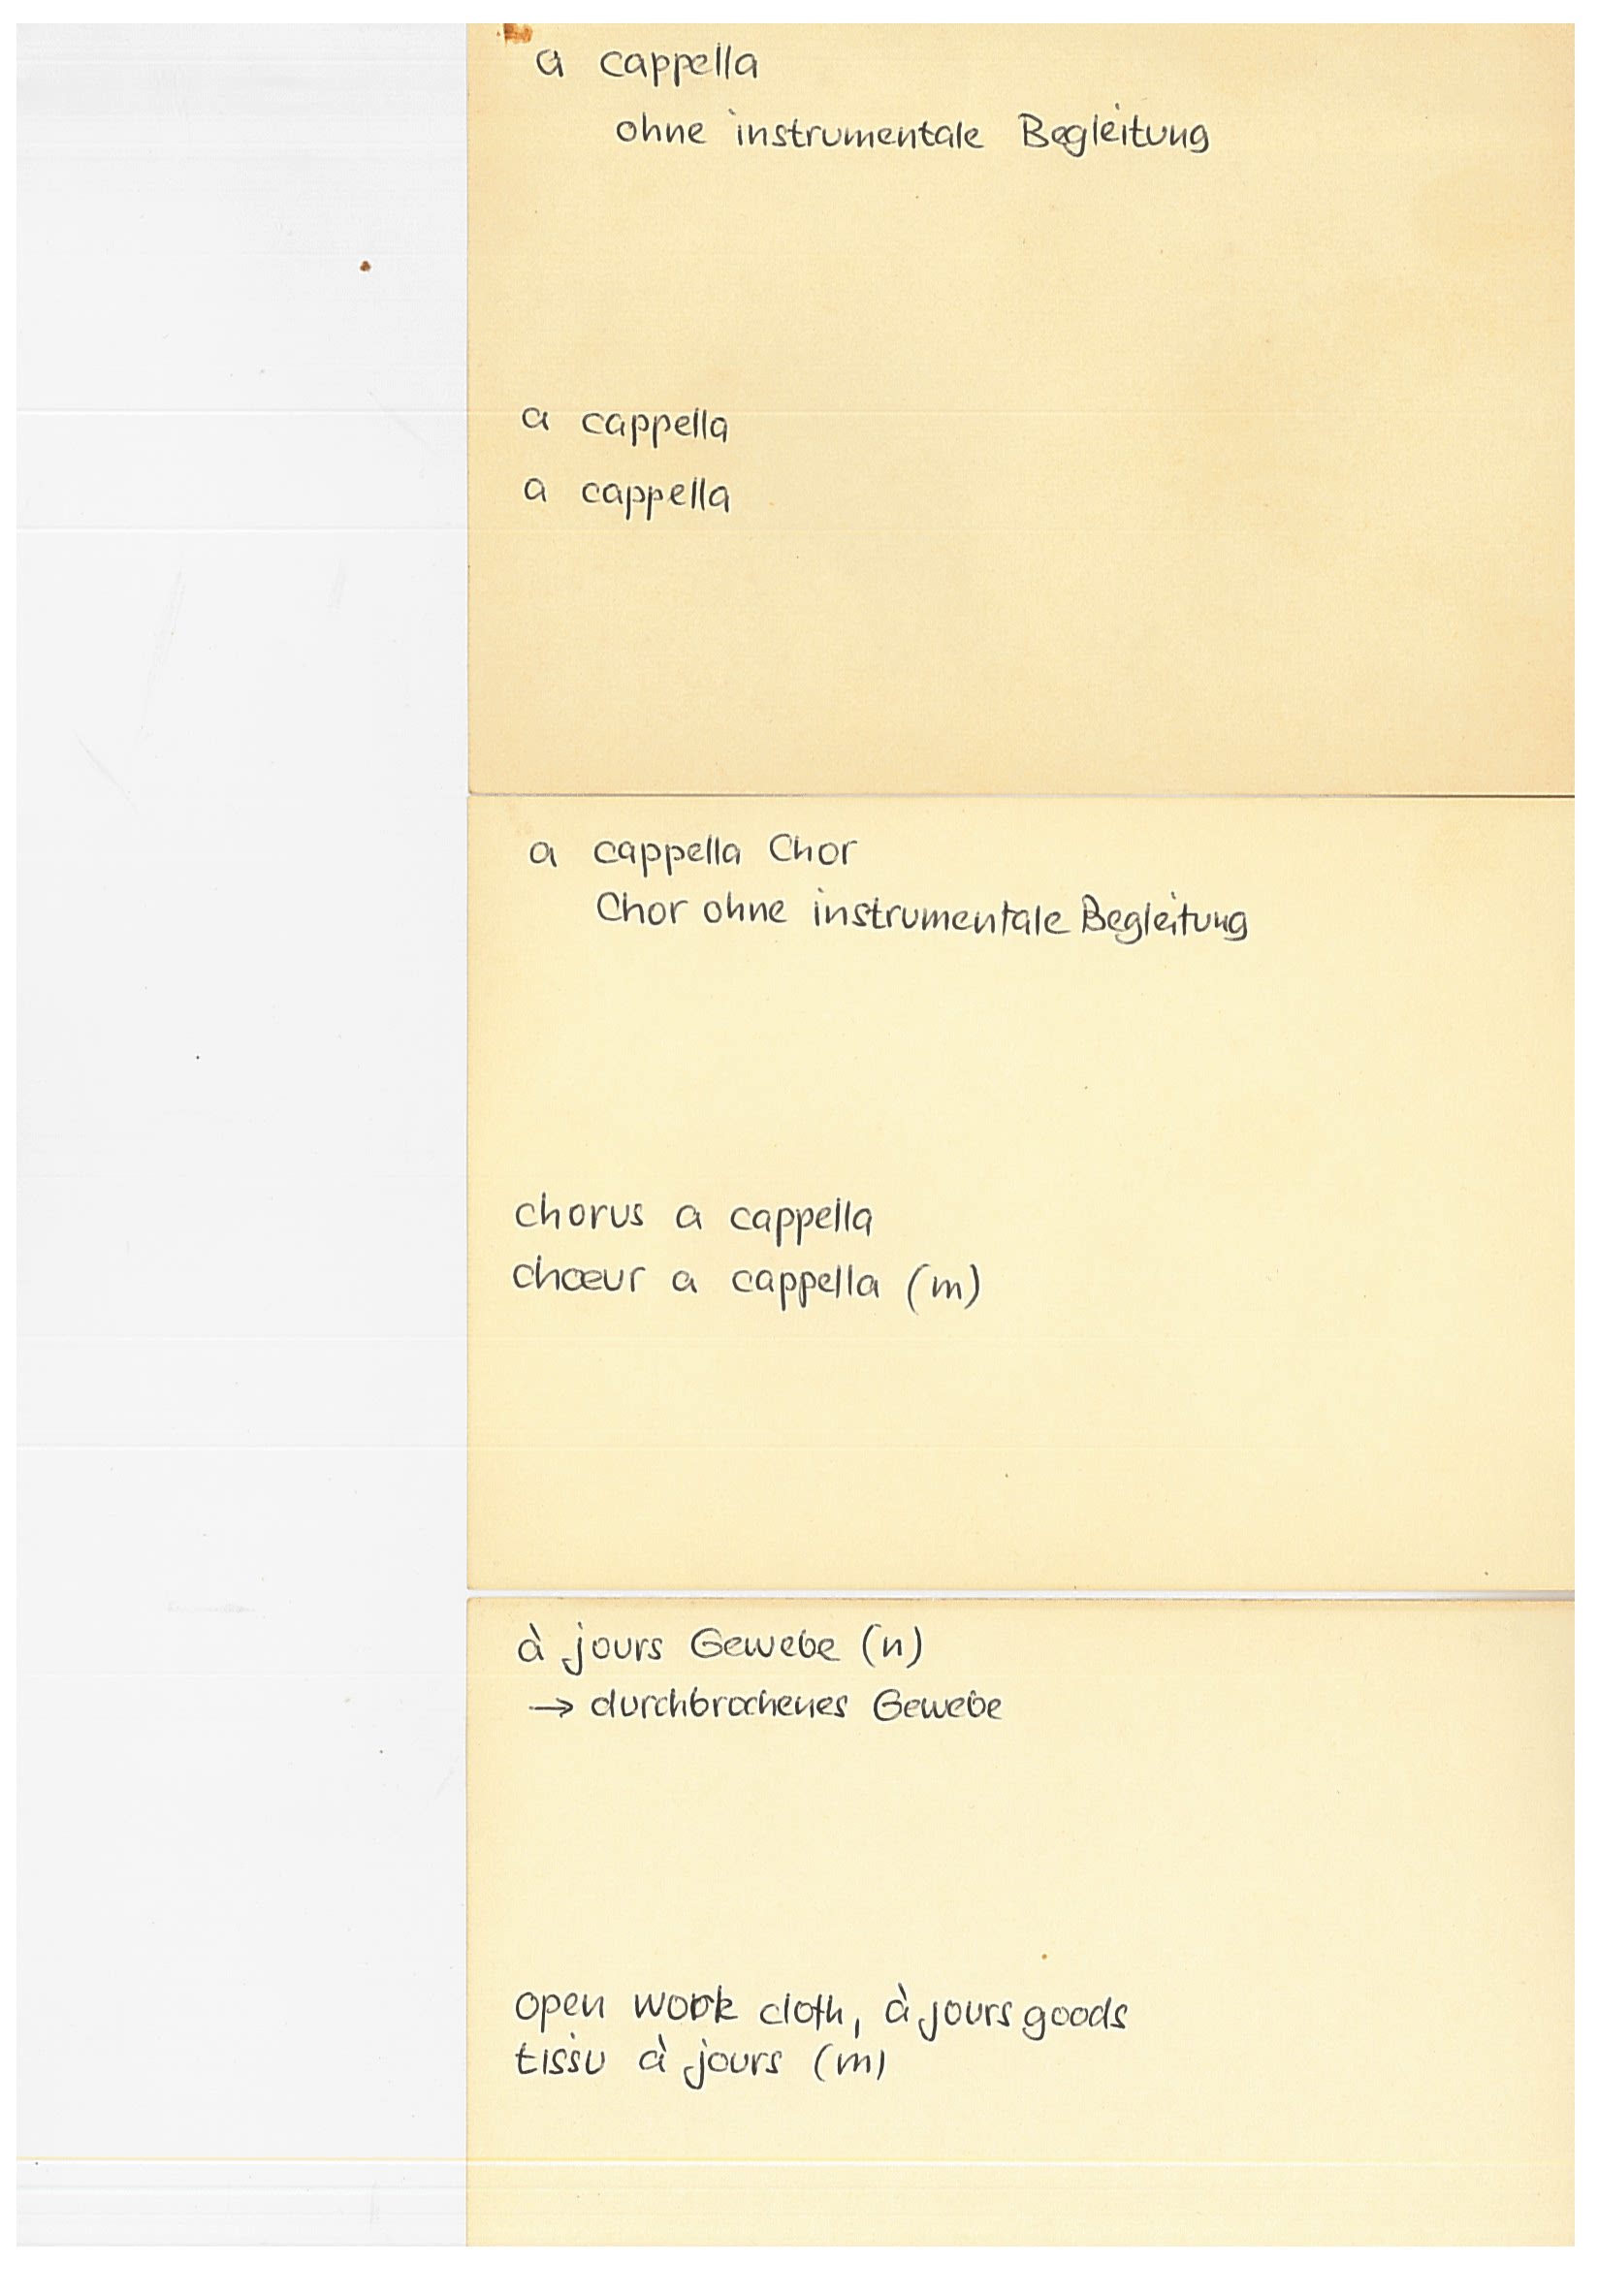 a cappella
ohne instrumentale Begleitung
a cappella
a cappella
a cappella Chor
Chor ohne instrumentale Begleitung
chorus a cappella
chœur a cappella (m)
à jours Gewebe (n)
→ durchbrochenes Gewebe
open work cloth, à jours goods
tissu à jours (m)